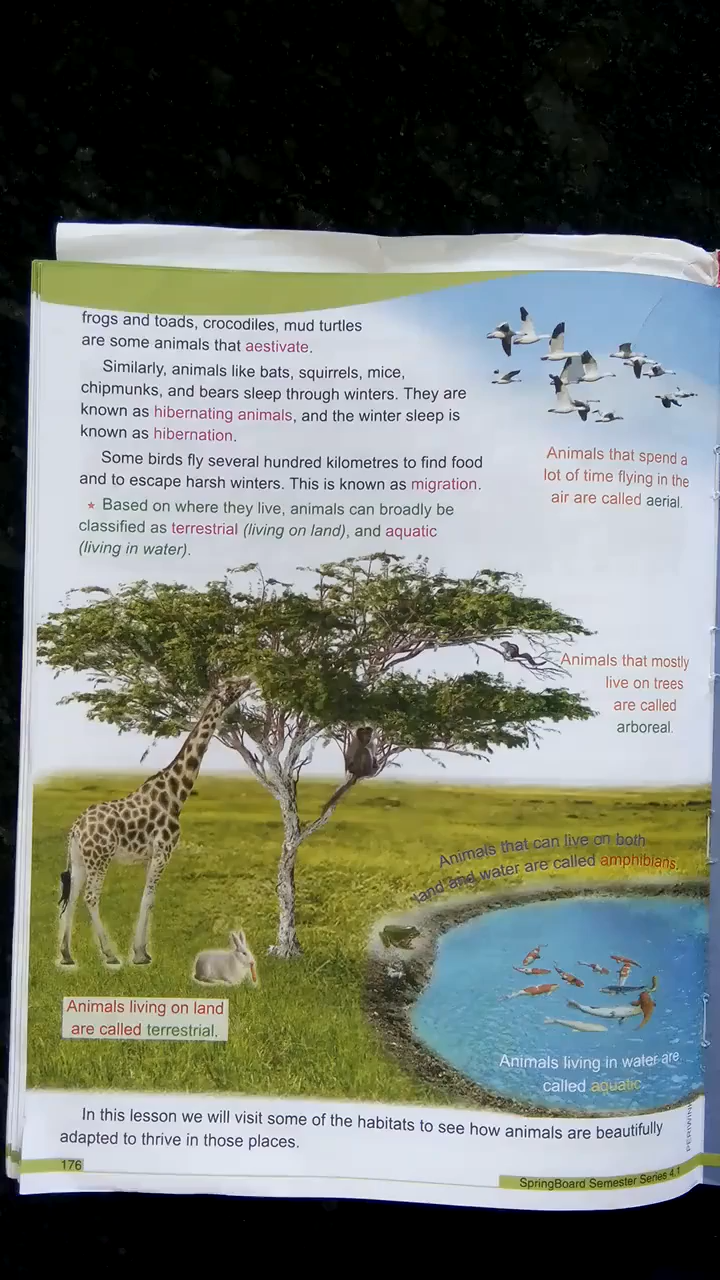 frogs and toads, crocodiles, mud turtles
are some animals that aestivate.
Similarly, animals like bats, squirrels, mice,
chipmunks, and bears sleep through winters. They are
known as hibernating animals, and the winter sleep is
known as hibernation.
Some birds fly several hundred kilometres to find food
and to escape harsh winters. This is known as migration.
Animals that spend a
lot of time flying in the
air are called aerial.
★ Based on where they live, animals can broadly be
classified as terrestrial (living on land), and aquatic
(living in water).
Animals that mostly
live on trees
are called
arboreal.
Animals that can live on both
land and water are called amphibians.
Animals living on land
are called terrestrial.
Animals living in water are
called aquatic
In this lesson we will visit some of the habitats to see how animals are beautifully
adapted to thrive in those places.
PERIWIN
176
SpringBoard Semester Series 4.1